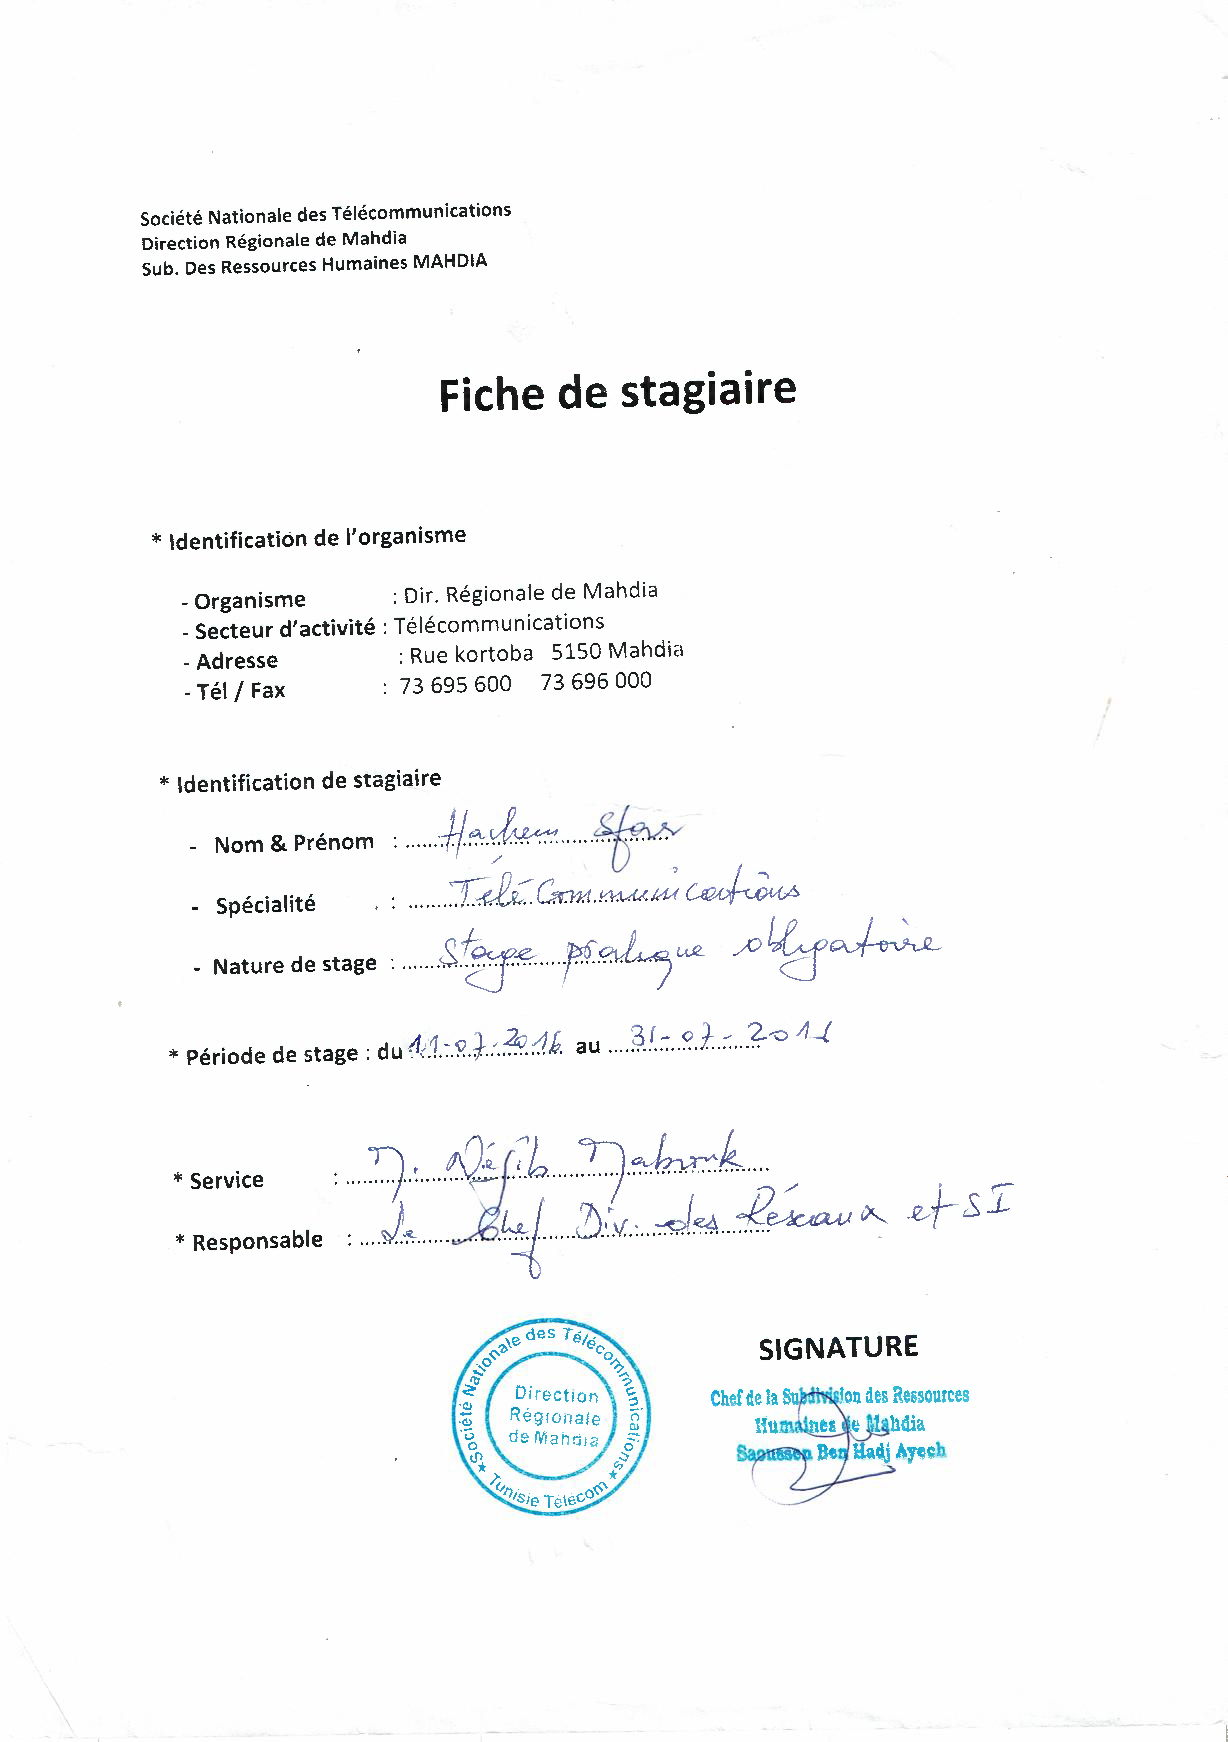 Société Nationale des Télécommunications
Direction Régionale de Mahdia
Sub. Des Ressources Humaines MAHDIA
Fiche de stagiaire
* Identification de l'organisme
- Organisme : Dir. Régionale de Mahdia
- Secteur d'activité : Télécommunications
- Adresse : Rue kortoba 5150 Mahdia
- Tél / Fax : 73 695 600 73 696 000
* Identification de stagiaire
- Nom & Prénom : Hachem Sfar
- Spécialité : Télécommunications
- Nature de stage : Stage pratique obligatoire
* Période de stage : du 11-07-2016 au 31-07-
* Service : M. Néjib Mabrouk
* Responsable : Le Chef Div. des Réseaux et SI
SIGNATURE
Société Nationale des Télécommunications
Direction
Régionale
de Mahdia
Tunisie Télécom
Chef de la Subdivision des Ressources
Humaines de Mahdia
Saoussen Ben Hadj Ayech